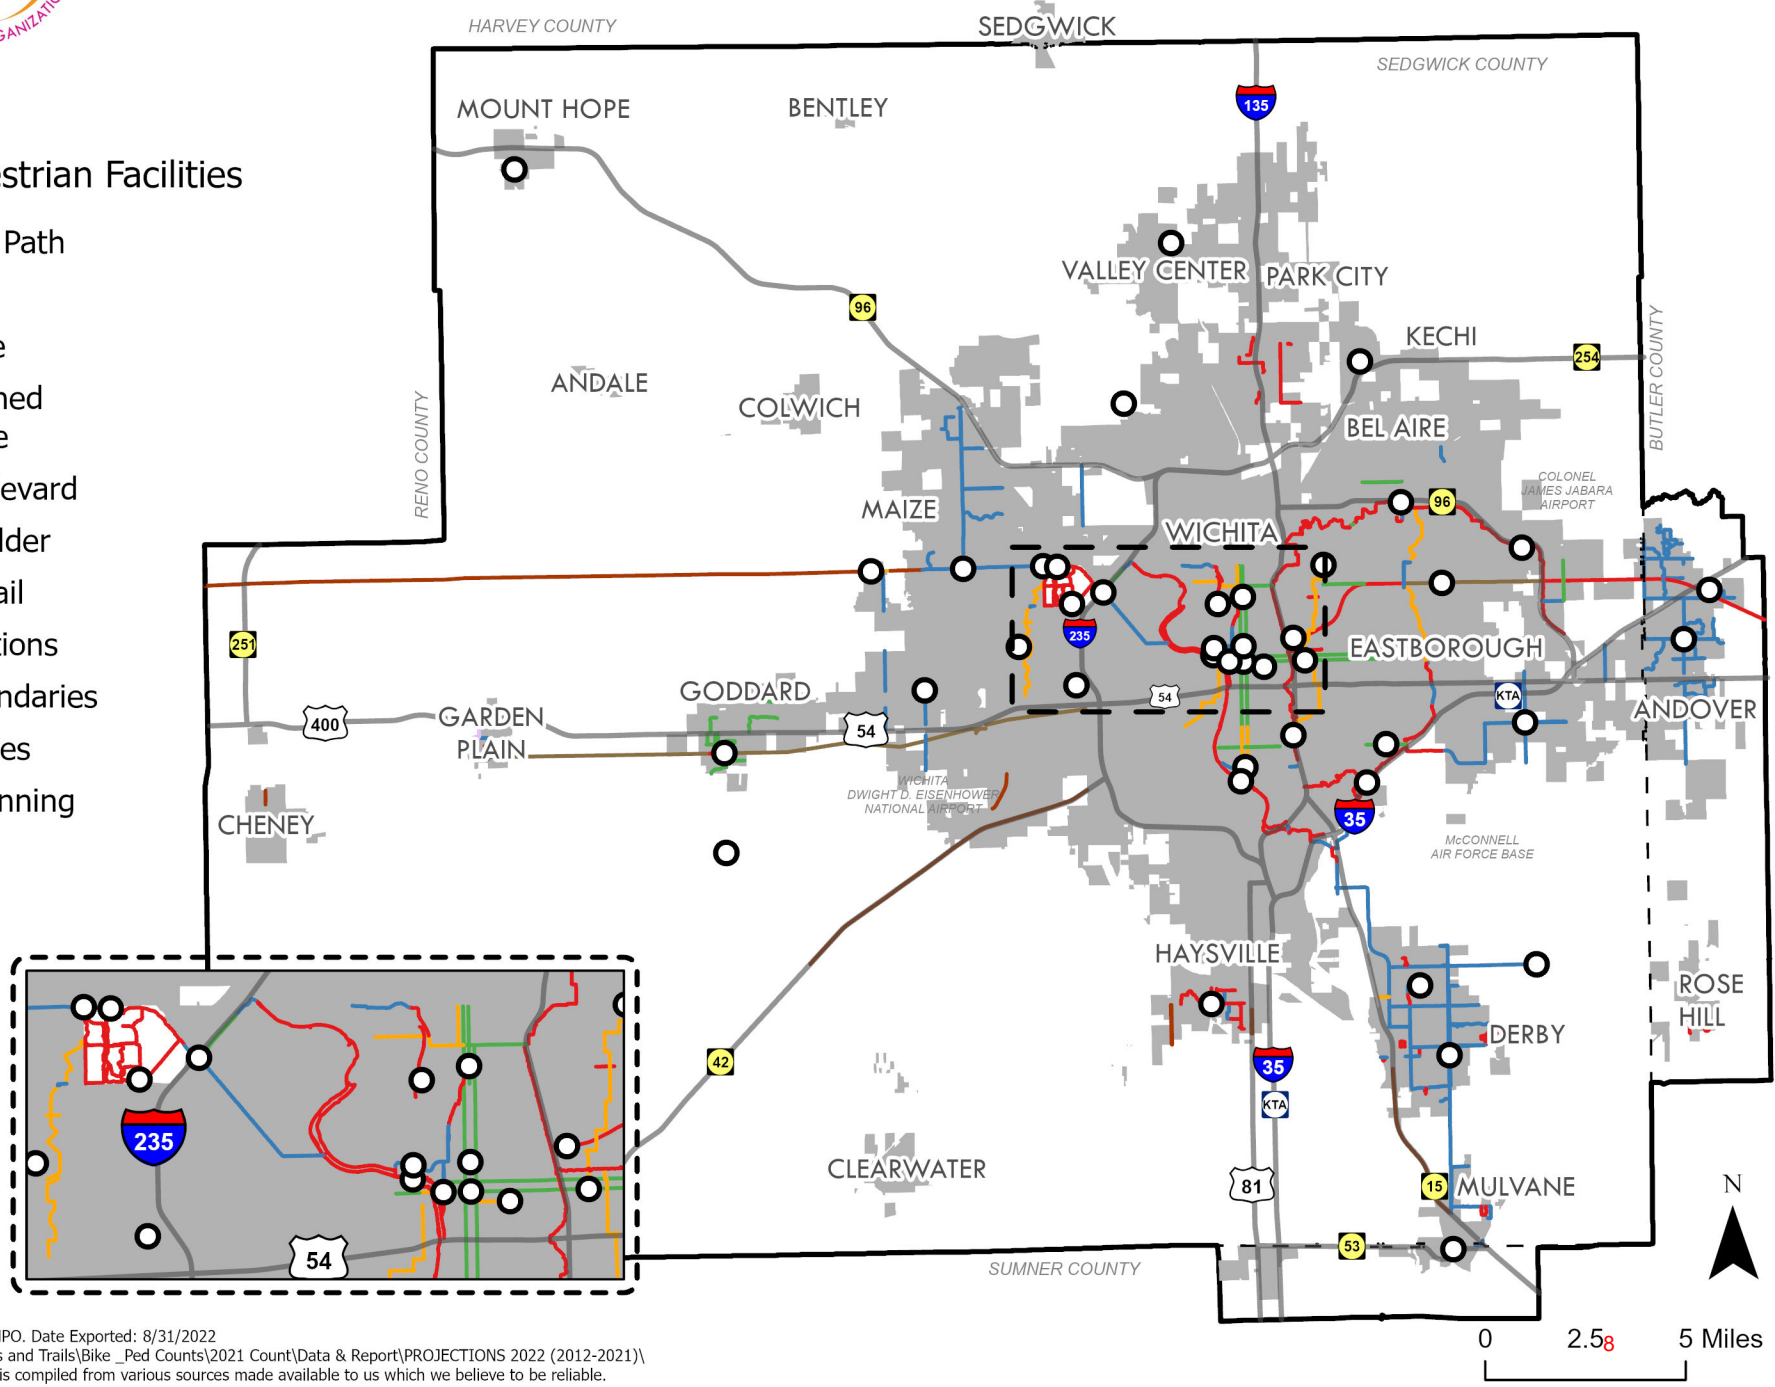 GANIZATIO
HARVEY COUNTY
SEDGWICK
SEDGWICK COUNTY
135
MOUNT HOPE
BENTLEY
estrian Facilities
Path
VALLEY CENTER
PARK CITY
96
KECHI
254
e
ANDALE
COLWICH
ned
BEL AIRE
e
RENO COUNTY
BUTLER COUNTY
evard
MAIZE
96
COLONEL
JAMES JABARA
AIRPORT
lder
WICHITA
ail
251
235
EASTBOROUGH
tions
GODDARD
54
KTA
ndaries
400
GARDEN
PLAIN
54
ANDOVER
es
WICHITA
DWIGHT D. EISENHOWER
NATIONAL AIRPORT
nning
CHENEY
35
McCONNELL
AIR FORCE BASE
HAYSVILLE
ROSE
HILL
DERBY
42
35
KTA
235
CLEARWATER
81
15
MULVANE
N
54
53
SUMNER COUNTY
MPO. Date Exported: 8/31/2022
s and Trails\Bike _Ped Counts\2021 Count\Data & Report\PROJECTIONS 2022 (2012-2021)\
is compiled from various sources made available to us which we believe to be reliable.
0
2.5
8
5 Miles